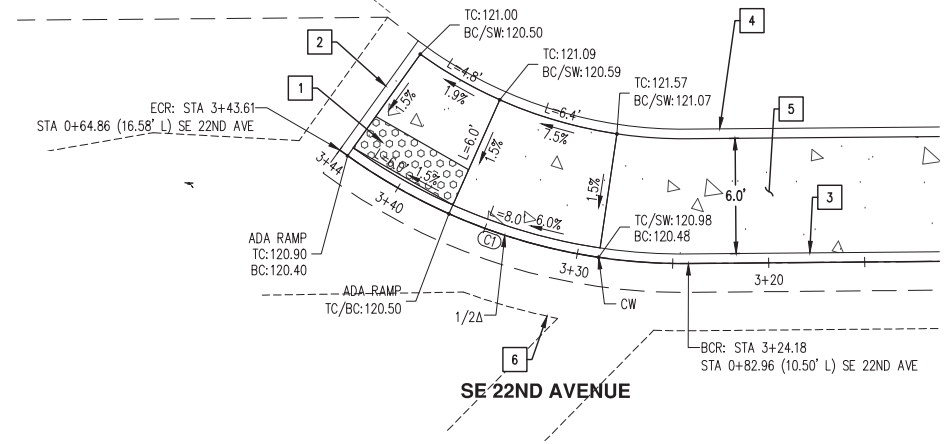 TC:121.00
BC/SW:120.50
4
2
L=4.8'
TC:121.09
BC/SW:120.59
1
1.9%
TC:121.57
BC/SW:121.07
1.5%
L=6.4'
5
ECR: STA 3+43.61
STA 0+64.86 (16.58' L) SE 22ND AVE
7.5%
L=6.0'
1.5%
3+44
1.5%
1.5%
6.0'
3
3+40
L=8.0'
6.0%
TC/SW:120.98
BC:120.48
ADA RAMP
TC:120.90
BC:120.40
C1
3+30
3+20
ADA RAMP
TC/BC:120.50
1/2Δ
CW
6
BCR: STA 3+24.18
STA 0+82.96 (10.50' L) SE 22ND AVE
SE 22ND AVENUE